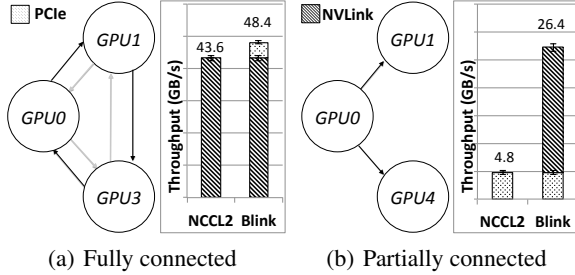 PCIe
GPU1
GPU0
GPU3
Throughput (GB/s)
43.6
48.4
NCCL2 Blink
(a) Fully connected
NVLink
GPU1
GPU0
GPU4
Throughput (GB/s)
4.8
26.4
NCCL2 Blink
(b) Partially connected